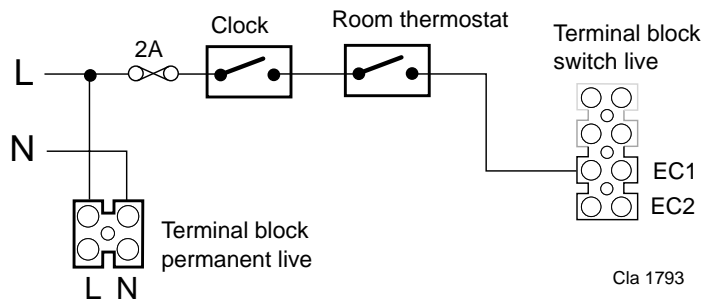 Clock
Room thermostat
Terminal block
switch live
2A
L
N
EC1
EC2
Terminal block
permanent live
L N
Cla 1793